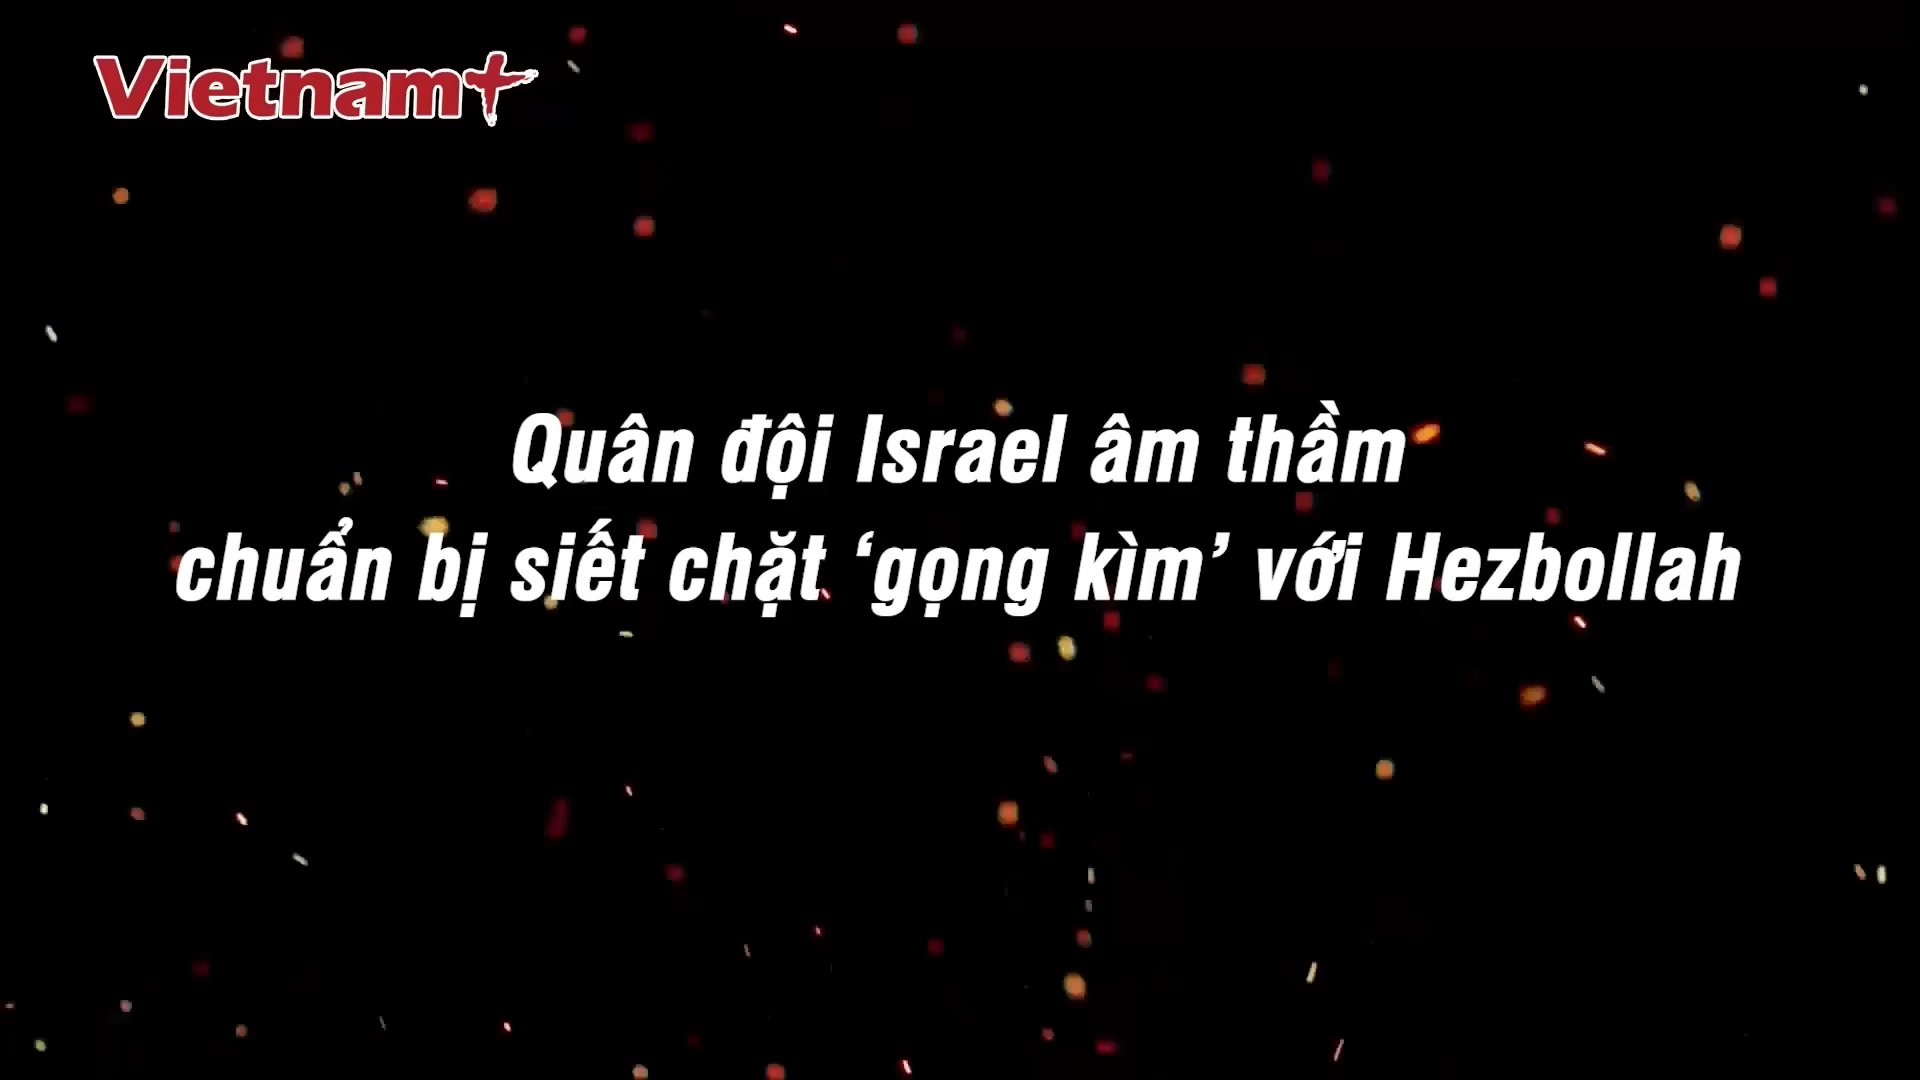 Vietnam+
Quân đội Israel âm thầm
chuẩn bị siết chặt ‘gọng kìm’ với Hezbollah